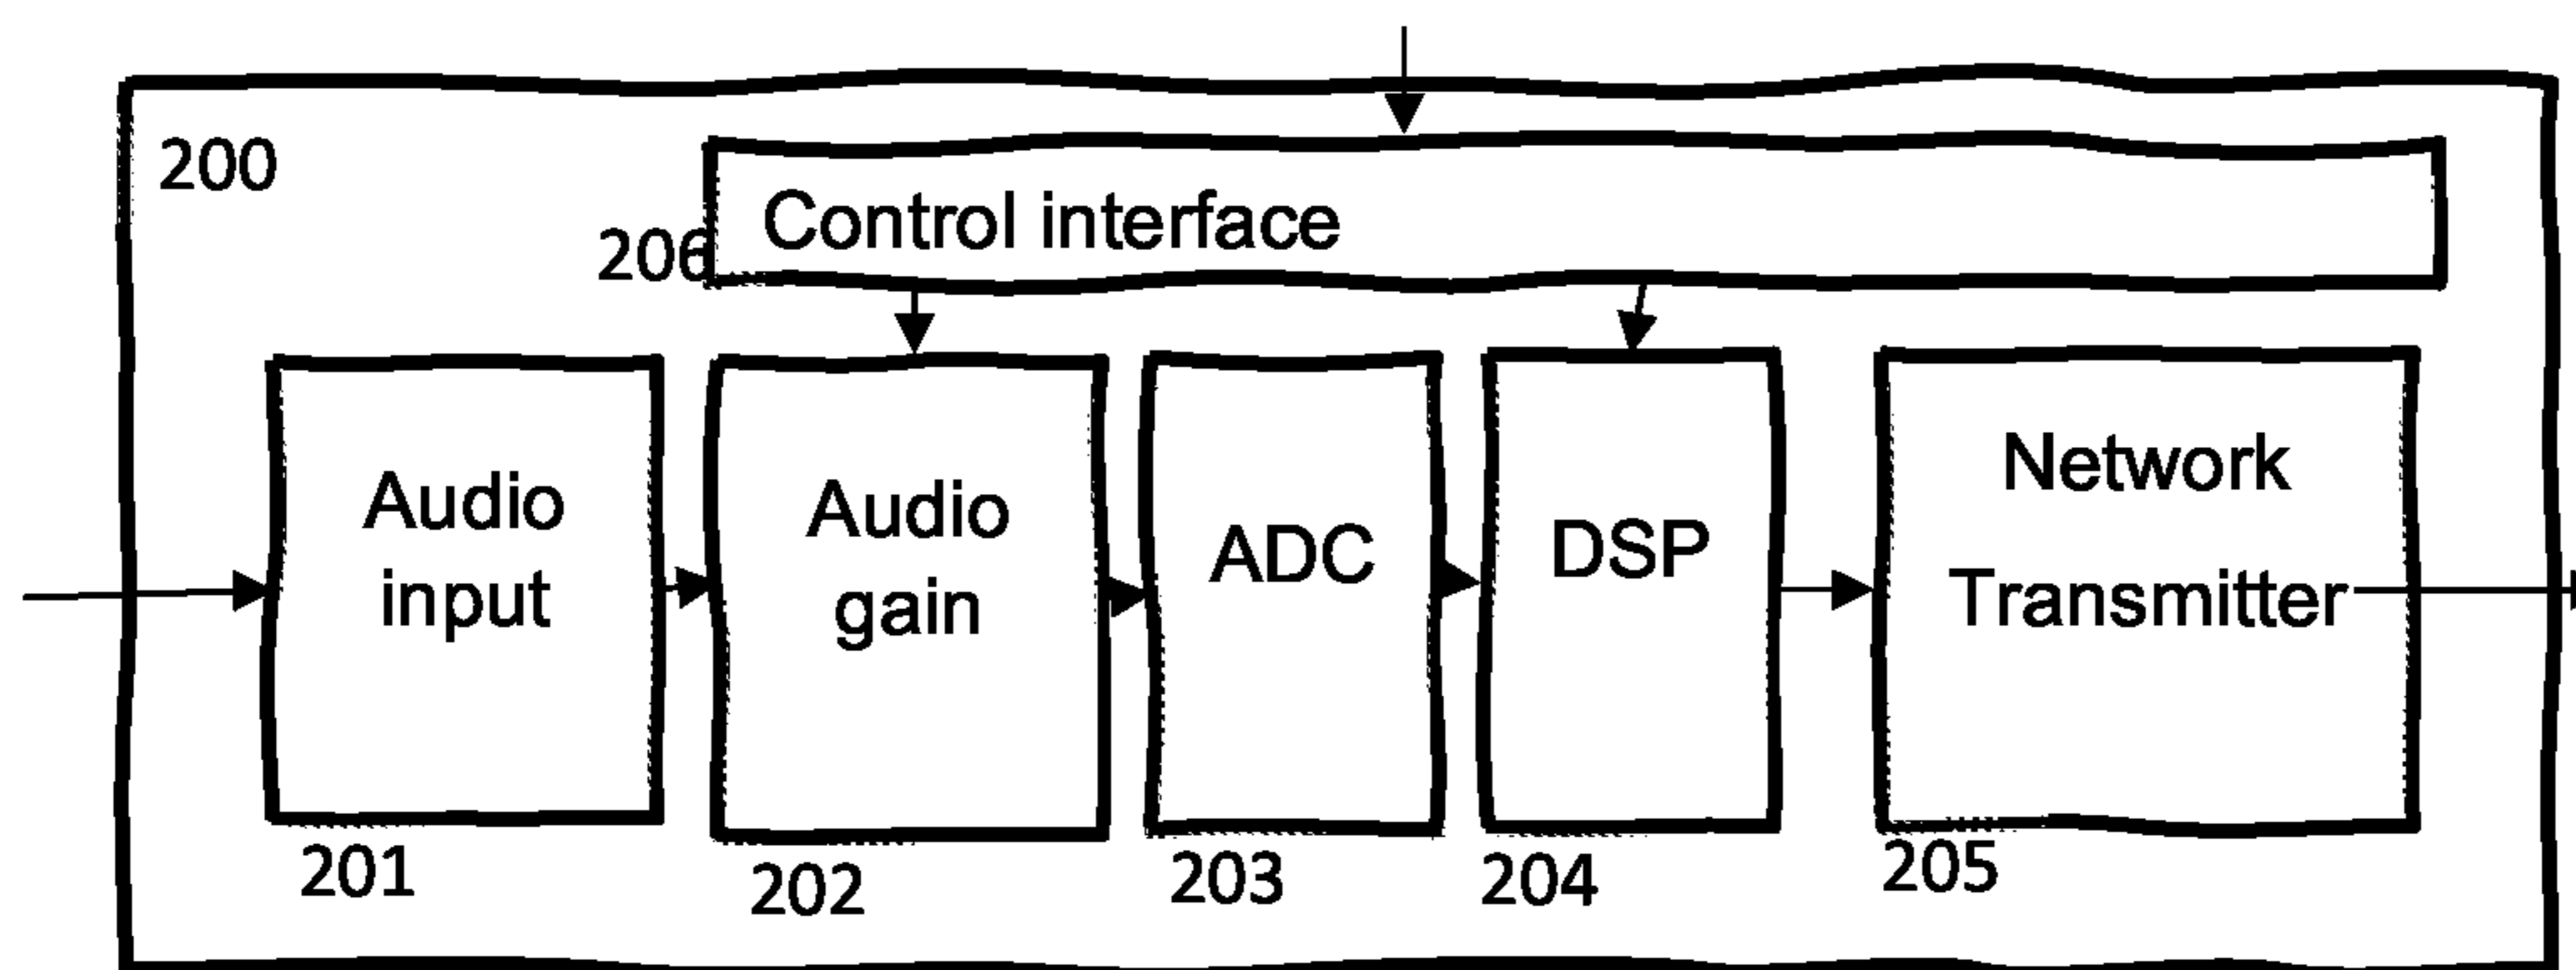 200
Control interface
206
Audio
input
Audio
gain
ADC
DSP
Network
Transmitter
201
202
203
204
205